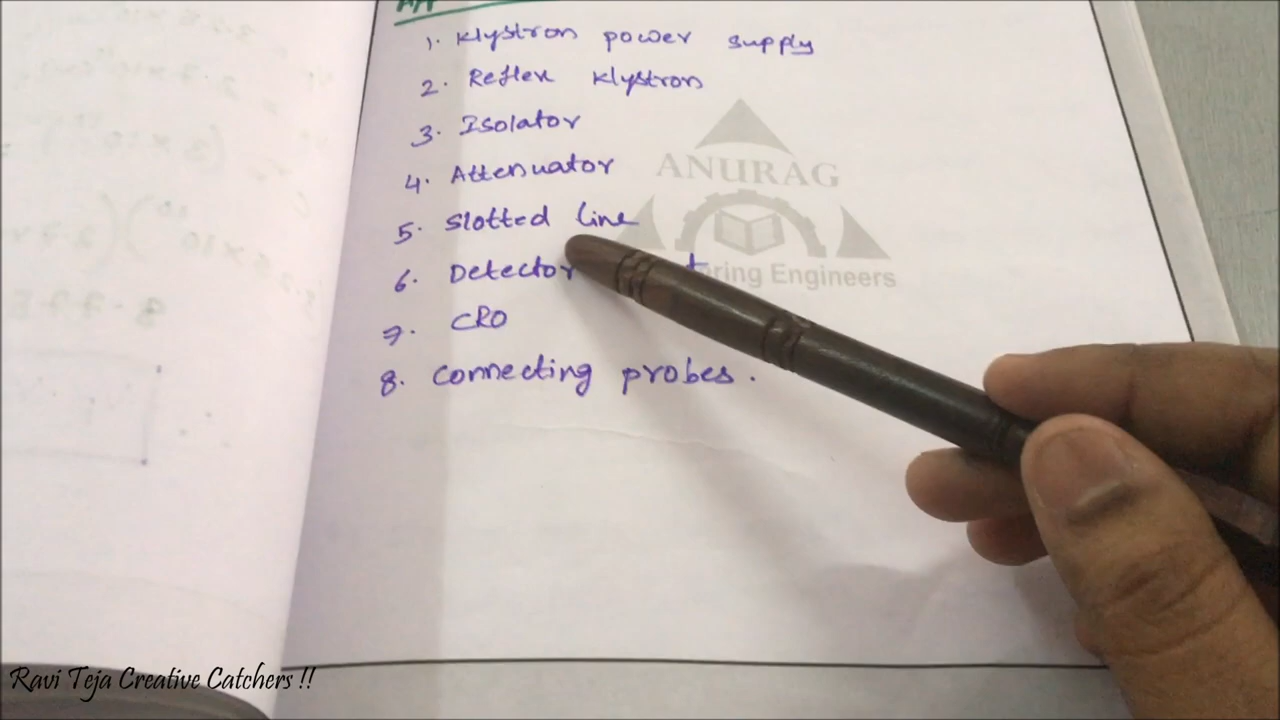 1. Klystron power supply
2. Reflex Klystron
3. Isolator
4. Attenuator
5. Slotted line
6. Detector
7. CRO
8. Connecting probes.
ANURAG
ring Engineers
Ravi Teja Creative Catchers !!